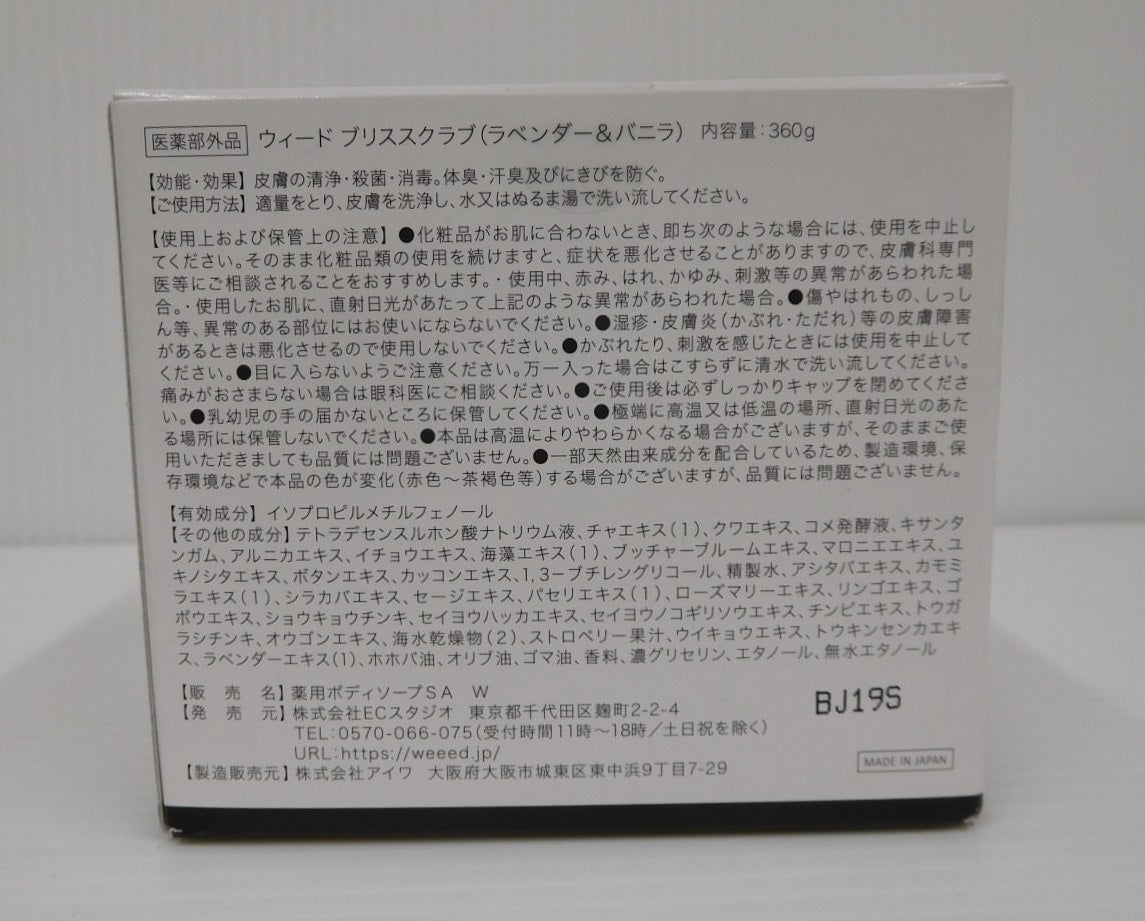 医薬部外品 ウィード ブリススクラブ(ラベンダー&バニラ) 内容量:360g
【効能・効果】皮膚の清浄・殺菌・消毒。体臭・汗臭及びにきびを防ぐ。
【ご使用方法】適量をとり、皮膚を洗浄し、水又はぬるま湯で洗い流してください。
【使用上および保管上の注意】●化粧品がお肌に合わないとき、即ち次のような場合には、使用を中止し
てください。そのまま化粧品類の使用を続けますと、症状を悪化させることがありますので、皮膚科専門
医等にご相談されることをおすすめします。・使用中、赤み、はれ、かゆみ、刺激等の異常があらわれた場
合。・使用したお肌に、直射日光があたって上記のような異常があらわれた場合。●傷やはれもの、しっし
ん等、異常のある部位にはお使いにならないでください。●湿疹・皮膚炎(かぶれ・ただれ)等の皮膚障害
があるときは悪化させるので使用しないでください。●かぶれたり、刺激を感じたときには使用を中止して
ください。●目に入らないようご注意ください。万一入った場合はこすらずに清水で洗い流してください。
痛みがおさまらない場合は眼科医にご相談ください。●ご使用後は必ずしっかりキャップを閉めてくださ
い。●乳幼児の手の届かないところに保管してください。●極端に高温又は低温の場所、直射日光のあた
る場所には保管しないでください。●本品は高温によりやわらかくなる場合がございますが、そのままご使
用いただきましても品質には問題ございません。●一部天然由来成分を配合しているため、製造環境、保
存環境などで本品の色が変化(赤色〜茶褐色等)する場合がございますが、品質には問題ございません。
【有効成分】イソプロピルメチルフェノール
【その他の成分】テトラデセンスルホン酸ナトリウム液、チャエキス(1)、クワエキス、コメ発酵液、キサンタ
ンガム、アルニカエキス、イチョウエキス、海藻エキス(1)、ブッチャーブルームエキス、マロニエエキス、ユ
キノシタエキス、ボタンエキス、カッコンエキス、1,3−ブチレングリコール、精製水、アシタバエキス、カモミ
ラエキス(1)、シラカバエキス、セージエキス、パセリエキス(1)、ローズマリーエキス、リンゴエキス、ゴ
ボウエキス、ショウキョウチンキ、セイヨウハッカエキス、セイヨウノコギリソウエキス、チンピエキス、トウガ
ラシチンキ、オウゴンエキス、海水乾燥物(2)、ストロベリー果汁、ウイキョウエキス、トウキンセンカエキ
ス、ラベンダーエキス(1)、ホホバ油、オリブ油、ゴマ油、香料、濃グリセリン、エタノール、無水エタノール
【販 売 名】薬用ボディソープSA W
【発 売 元】株式会社ECスタジオ 東京都千代田区麹町2-2-4
TEL:0570-066-075(受付時間11時〜18時/土日祝を除く)
URL:https://weeed.jp/
【製造販売元】株式会社アイワ 大阪府大阪市城東区東中浜9丁目7-29
BJ19S
MADE IN JAPAN